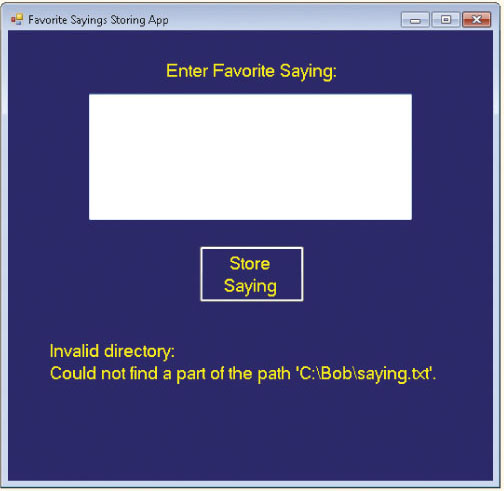 Favorite Sayings Storing App
Enter Favorite Saying:
Store
Saying
Invalid directory:
Could not find a part of the path 'C:\Bob\saying.txt'.